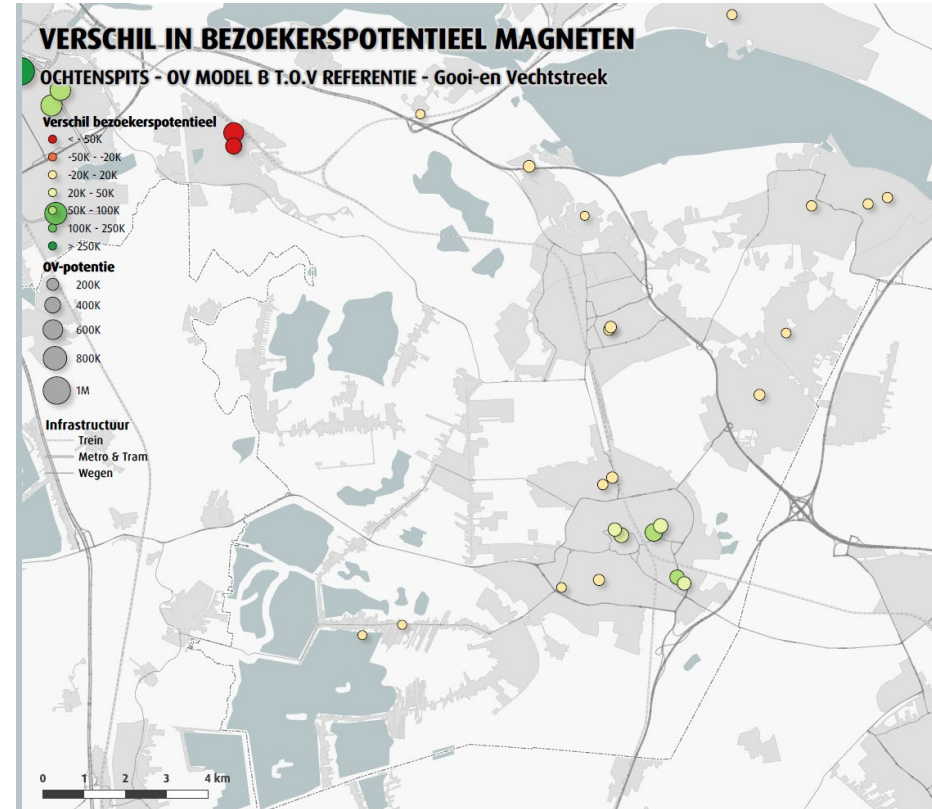 VERSCHIL IN BEZOEKERSPOTENTIEEL MAGNETEN
OCHTENSPITS - OV MODEL B T.O.V REFERENTIE - Gooi-en Vechtstreek
Verschil bezoekerspotentieel
< - 50K
-50K - -20K
-20K - 20K
20K - 50K
50K - 100K
100K - 250K
> 250K
OV-potentie
200K
400K
600K
800K
1M
Infrastructuur
Trein
Metro & Tram
Wegen
0 1 2 3 4 km